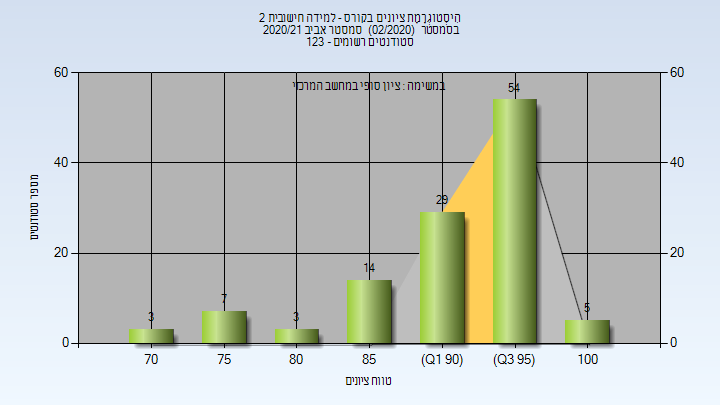 היסטוגרמת ציונים בקורס - למידה חישובית 2
בסמסטר (02/2020) סמסטר אביב 2020/21
סטודנטים רשומים - 123
במשימה : ציון סופי במחשב המרכזי
מספר סטודנטים
60
40
20
0
60
40
20
0
3
7
3
14
29
54
5
70
75
80
85
(Q1 90)
(Q3 95)
100
טווח ציונים